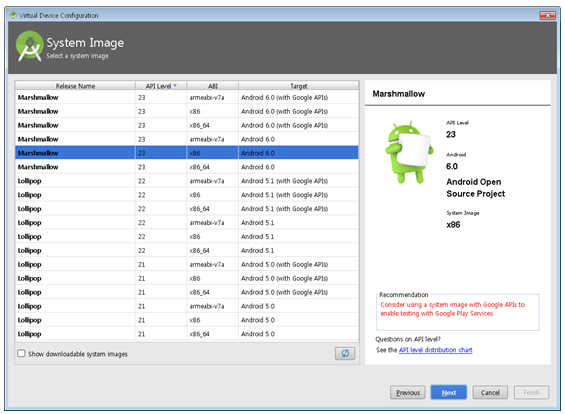 Virtual Device Configuration
System Image
Select a system image
Release Name API Level ABI Target
Marshmallow 23 armeabi-v7a Android 6.0 (with Google APIs)
Marshmallow 23 x86 Android 6.0 (with Google APIs)
Marshmallow 23 x86_64 Android 6.0 (with Google APIs)
Marshmallow 23 armeabi-v7a Android 6.0
Marshmallow 23 x86 Android 6.0
Marshmallow 23 x86_64 Android 6.0
Lollipop 22 armeabi-v7a Android 5.1 (with Google APIs)
Lollipop 22 x86 Android 5.1 (with Google APIs)
Lollipop 22 x86_64 Android 5.1 (with Google APIs)
Lollipop 22 armeabi-v7a Android 5.1
Lollipop 22 x86 Android 5.1
Lollipop 22 x86_64 Android 5.1
Lollipop 21 armeabi-v7a Android 5.0 (with Google APIs)
Lollipop 21 x86 Android 5.0 (with Google APIs)
Lollipop 21 x86_64 Android 5.0 (with Google APIs)
Lollipop 21 armeabi-v7a Android 5.0
Lollipop 21 x86 Android 5.0
Lollipop 21 x86_64 Android 5.0
Show downloadable system images
Marshmallow
API Level
23
Android
6.0
Android Open
Source Project
System Image
x86
Recommendation
Consider using a system image with Google APIs to
enable testing with Google Play Services.
Questions on API level?
See the API level distribution chart
Previous Next Cancel Finish